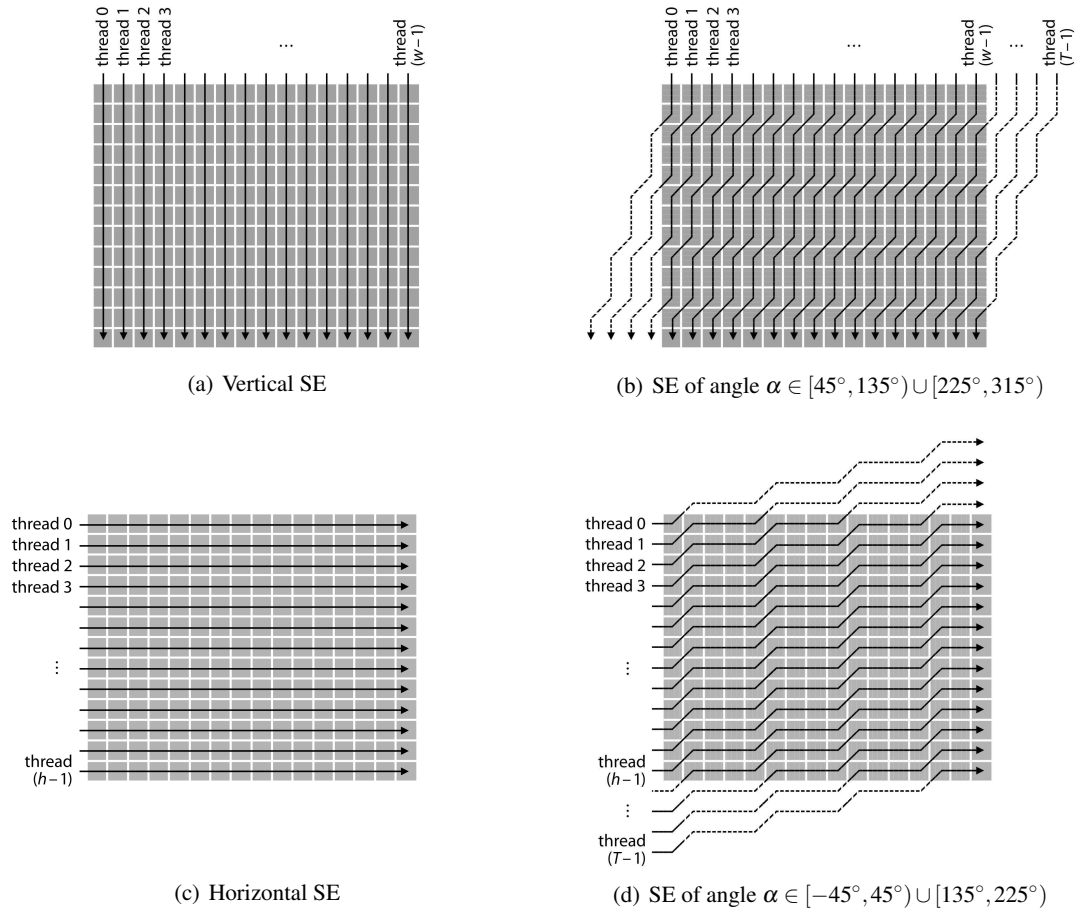 thread 0
thread 1
thread 2
thread 3
...
thread
(w−1)
(a) Vertical SE
thread 0
thread 1
thread 2
thread 3
...
thread
(w−1)
...
thread
(T−1)
(b) SE of angle α ∈ [45°,135°) ∪ [225°,315°)
thread 0
thread 1
thread 2
thread 3
⋮
thread
(h−1)
(c) Horizontal SE
thread 0
thread 1
thread 2
thread 3
⋮
thread
(h−1)
⋮
thread
(T−1)
(d) SE of angle α ∈ [−45°,45°) ∪ [135°,225°)